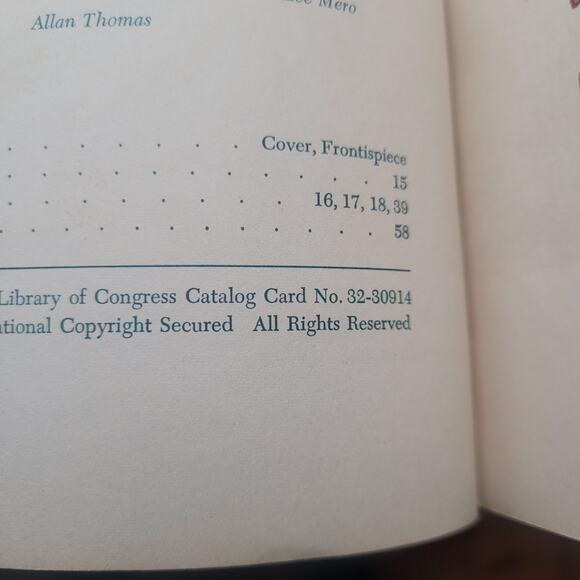 Mero
Allan Thomas
. . . . . . Cover, Frontispiece
. . . . . . . . . . . 15
. . . . . . . . . 16, 17, 18, 39
. . . . . . . . . . . . 58
Library of Congress Catalog Card No. 32-30914
Copyright Secured All Rights Reserved